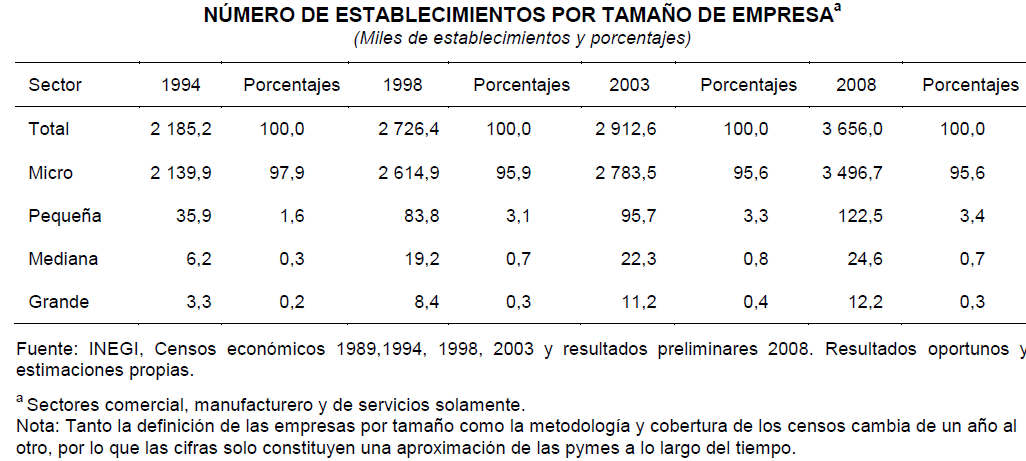 NÚMERO DE ESTABLECIMIENTOS POR TAMAÑO DE EMPRESAa
(Miles de establecimientos y porcentajes)
Sector 1994 Porcentajes 1998 Porcentajes 2003 Porcentajes 2008 Porcentajes
Total 2 185,2 100,0 2 726,4 100,0 2 912,6 100,0 3 656,0 100,0
Micro 2 139,9 97,9 2 614,9 95,9 2 783,5 95,6 3 496,7 95,6
Pequeña 35,9 1,6 83,8 3,1 95,7 3,3 122,5 3,4
Mediana 6,2 0,3 19,2 0,7 22,3 0,8 24,6 0,7
Grande 3,3 0,2 8,4 0,3 11,2 0,4 12,2 0,3
Fuente: INEGI, Censos económicos 1989,1994, 1998, 2003 y resultados preliminares 2008. Resultados oportunos y
estimaciones propias.
a Sectores comercial, manufacturero y de servicios solamente.
Nota: Tanto la definición de las empresas por tamaño como la metodología y cobertura de los censos cambia de un año al
otro, por lo que las cifras solo constituyen una aproximación de las pymes a lo largo del tiempo.